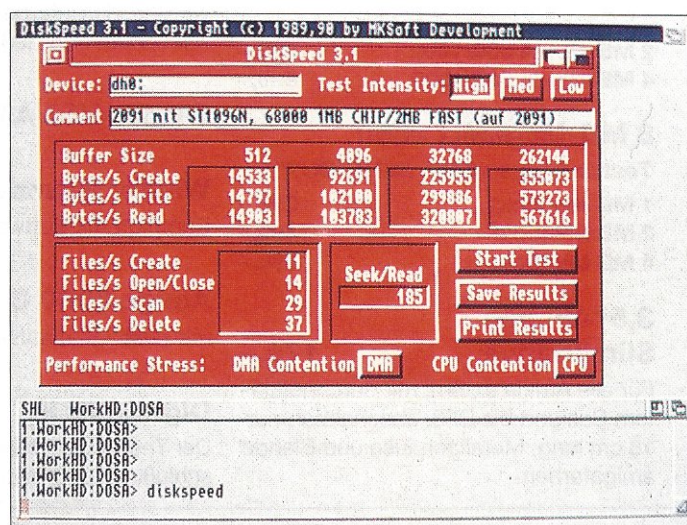 DiskSpeed 3.1 - Copyright (c) 1989,90 by MKSoft Development
DiskSpeed 3.1
Device: dh0: Test Intensity: High Med Low
Comment 2091 mit ST1096N, 68000 1MB CHIP/2MB FAST (auf 2091)
Buffer Size 512 4096 32768 262144
Bytes/s Create 14533 92691 225955 355073
Bytes/s Write 14797 102100 299886 573273
Bytes/s Read 14903 103783 320807 567616
Files/s Create 11
Files/s Open/Close 14
Files/s Scan 29
Files/s Delete 37
Seek/Read
185
Start Test
Save Results
Print Results
Performance Stress: DMA Contention DMA CPU Contention CPU
SHL WorkHD:DOSA
1.WorkHD:DOSA>
1.WorkHD:DOSA>
1.WorkHD:DOSA>
1.WorkHD:DOSA>
1.WorkHD:DOSA> diskspeed